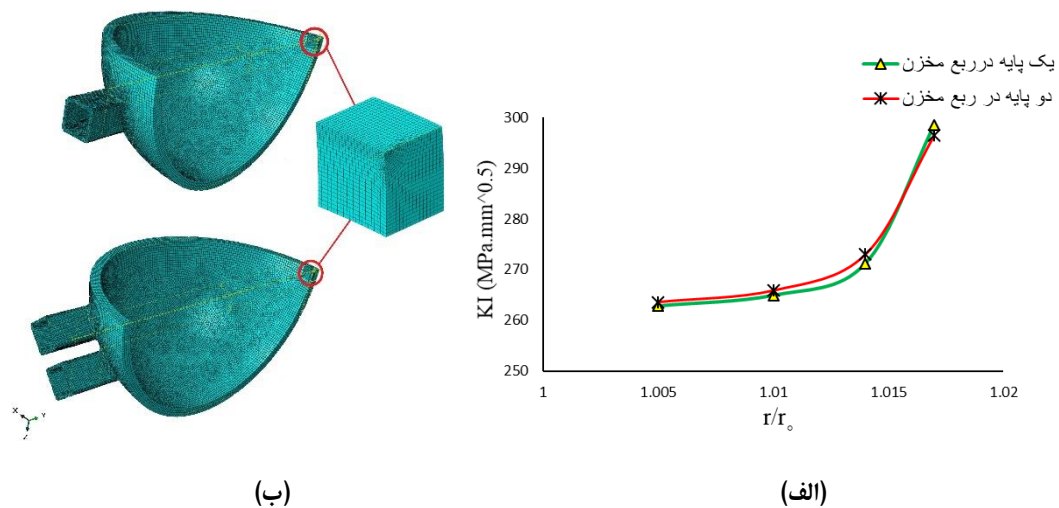 یک پایه درربع مخزن
دو پایه در ربع مخزن
300
290
280
270
260
250
KI (MPa.mm^0.5)
1
1.005
1.01
1.015
1.02
r/r。
X
Y
Z
(ب)
(الف)